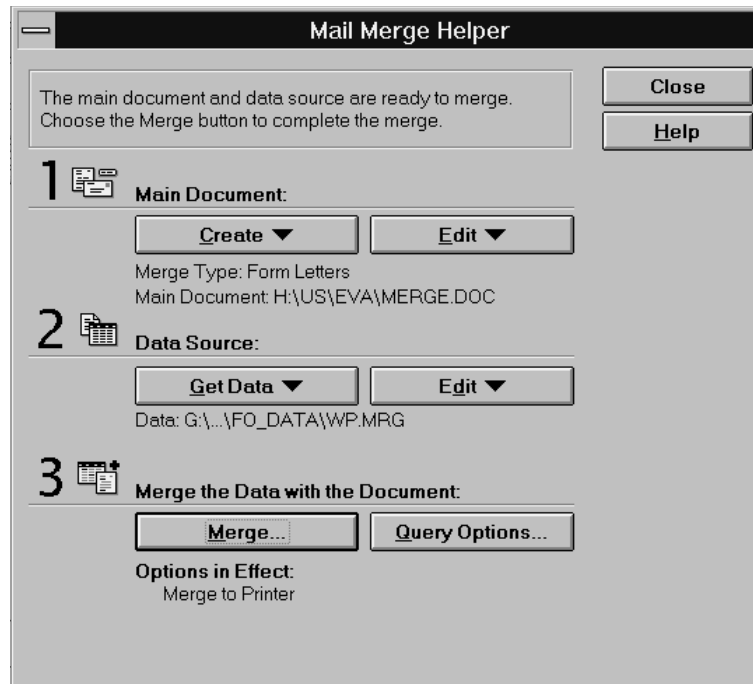 Mail Merge Helper
The main document and data source are ready to merge.
Choose the Merge button to complete the merge.
Close
Help
1 Main Document:
Create Edit
Merge Type: Form Letters
Main Document: H:\US\EVA\MERGE.DOC
2 Data Source:
Get Data Edit
Data: G:\...\FO_DATA\WP.MRG
3 Merge the Data with the Document:
Merge... Query Options...
Options in Effect:
Merge to Printer